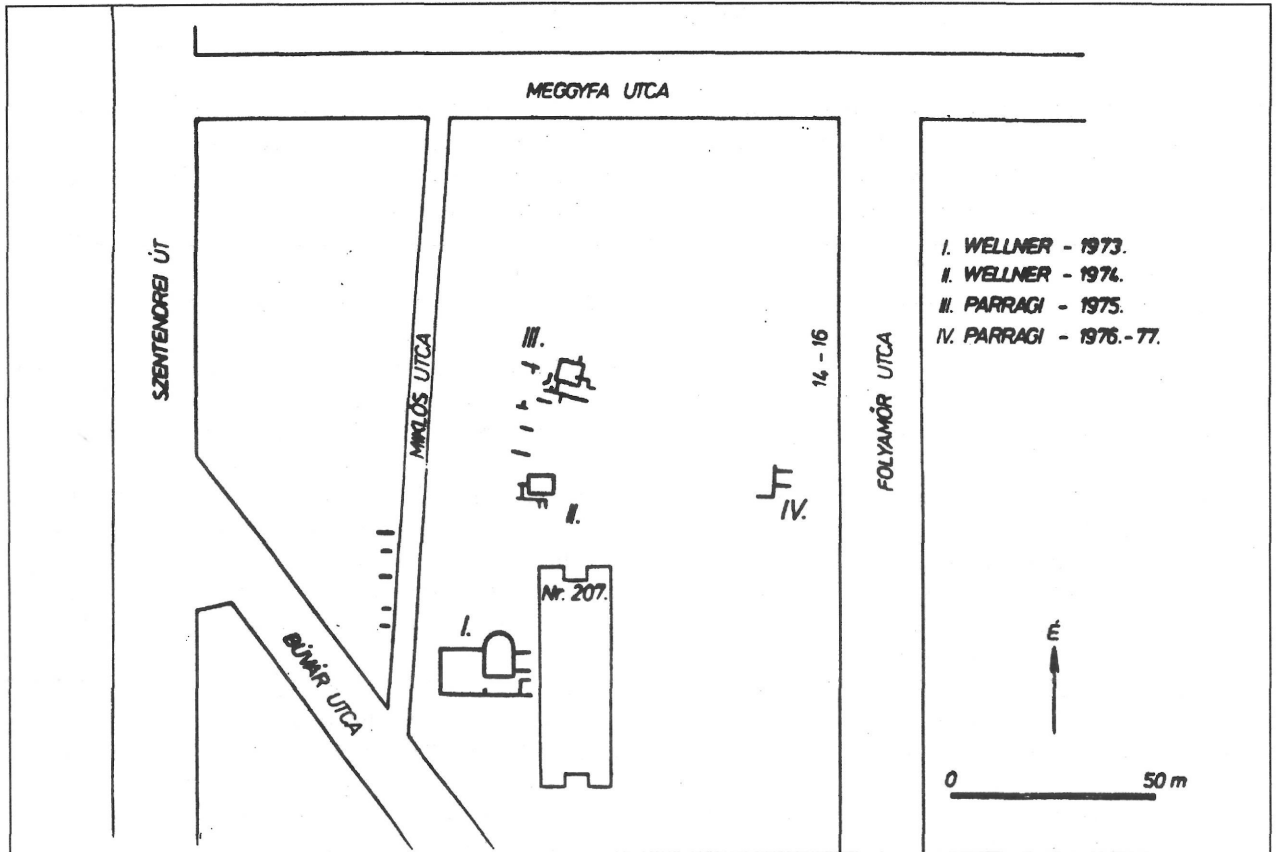 MEGGYFA UTCA
SZENTENDREI ÚT
MIKLÓS UTCA
FOLYAMŐR UTCA
14-16
BÚVÁR UTCA
I. WELLNER - 1973.
II. WELLNER - 1974.
III. PARRAGI - 1975.
IV. PARRAGI - 1976.-77.
III.
II.
IV.
Nr. 207.
I.
É
0 50 m